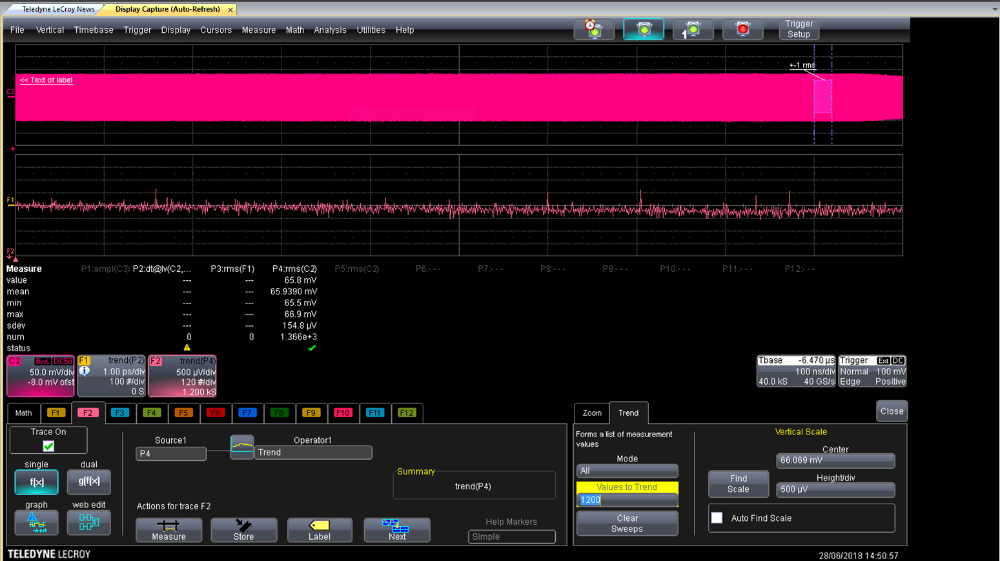 Teledyne LeCroy News
Display Capture (Auto-Refresh)
File Vertical Timebase Trigger Display Cursors Measure Math Analysis Utilities Help
1
Trigger Setup
+-1 rms
<< Text of label
C2
F1
F2
Measure P1:ampl(C3) P2:dt@lv(C2,... P3:rms(F1) P4:rms(C2) P5:rms(C2) P6:- - - P7:- - - P8:- - - P9:- - - P10:- - - P11:- - - P12:- - -
value --- --- 65.8 mV
mean --- --- 65.9390 mV
min --- --- 65.5 mV
max --- --- 66.9 mV
sdev --- --- 154.8 µV
num 0 0 1.366e+3
status
C2 BwL DC50
50.0 mV/div
-8.0 mV ofst
F1 trend(P2)
1.00 ps/div
100 #/div
0 S
F2 trend(P4)
500 µV/div
120 #/div
1.200 kS
Tbase -6.470 µs
100 ns/div
40.0 kS 40 GS/s
Trigger Ext DC
Normal 100 mV
Edge Positive
Math F1 F2 F3 F4 F5 F6 F7 F8 F9 F10 F11 F12
Trace On
single dual
f(x) g(f(x)
graph web edit
Source1
P4
Operator1
Trend
Summary
trend(P4)
Actions for trace F2
Measure Store Label Next
Help Markers
Simple
Zoom Trend
Close
Forms a list of measurement
values
Mode
All
Values to Trend
1200
Clear
Sweeps
Vertical Scale
Center
66.069 mV
Find
Scale
Height/div
500 µV
Auto Find Scale
TELEDYNE LECROY
28/06/2018 14:50:57